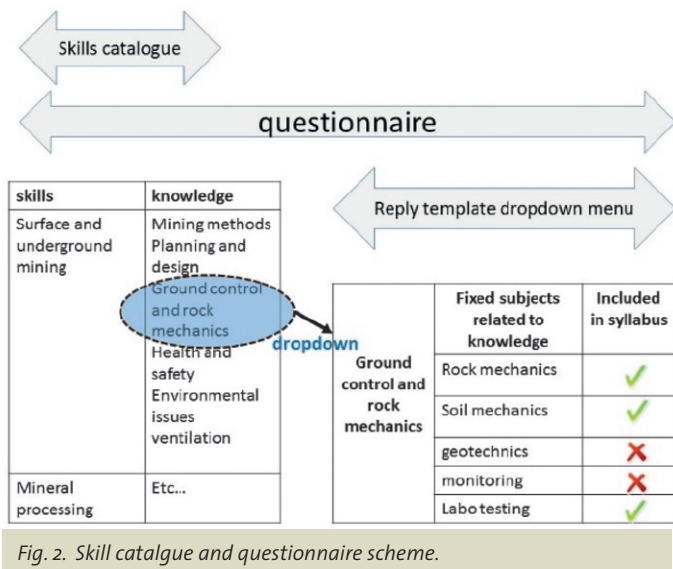 Skills catalogue
questionnaire
Reply template dropdown menu
skills
knowledge
Surface and
underground
mining
Mining methods
Planning and
design
Ground control
and rock
mechanics
Health and
safety
Environmental
issues
ventilation
Mineral
processing
Etc...
dropdown
Fixed subjects
related to
knowledge
Included
in syllabus
Ground
control and
rock
mechanics
Rock mechanics
Soil mechanics
geotechnics
monitoring
Labo testing
Fig. 2. Skill catalgue and questionnaire scheme.